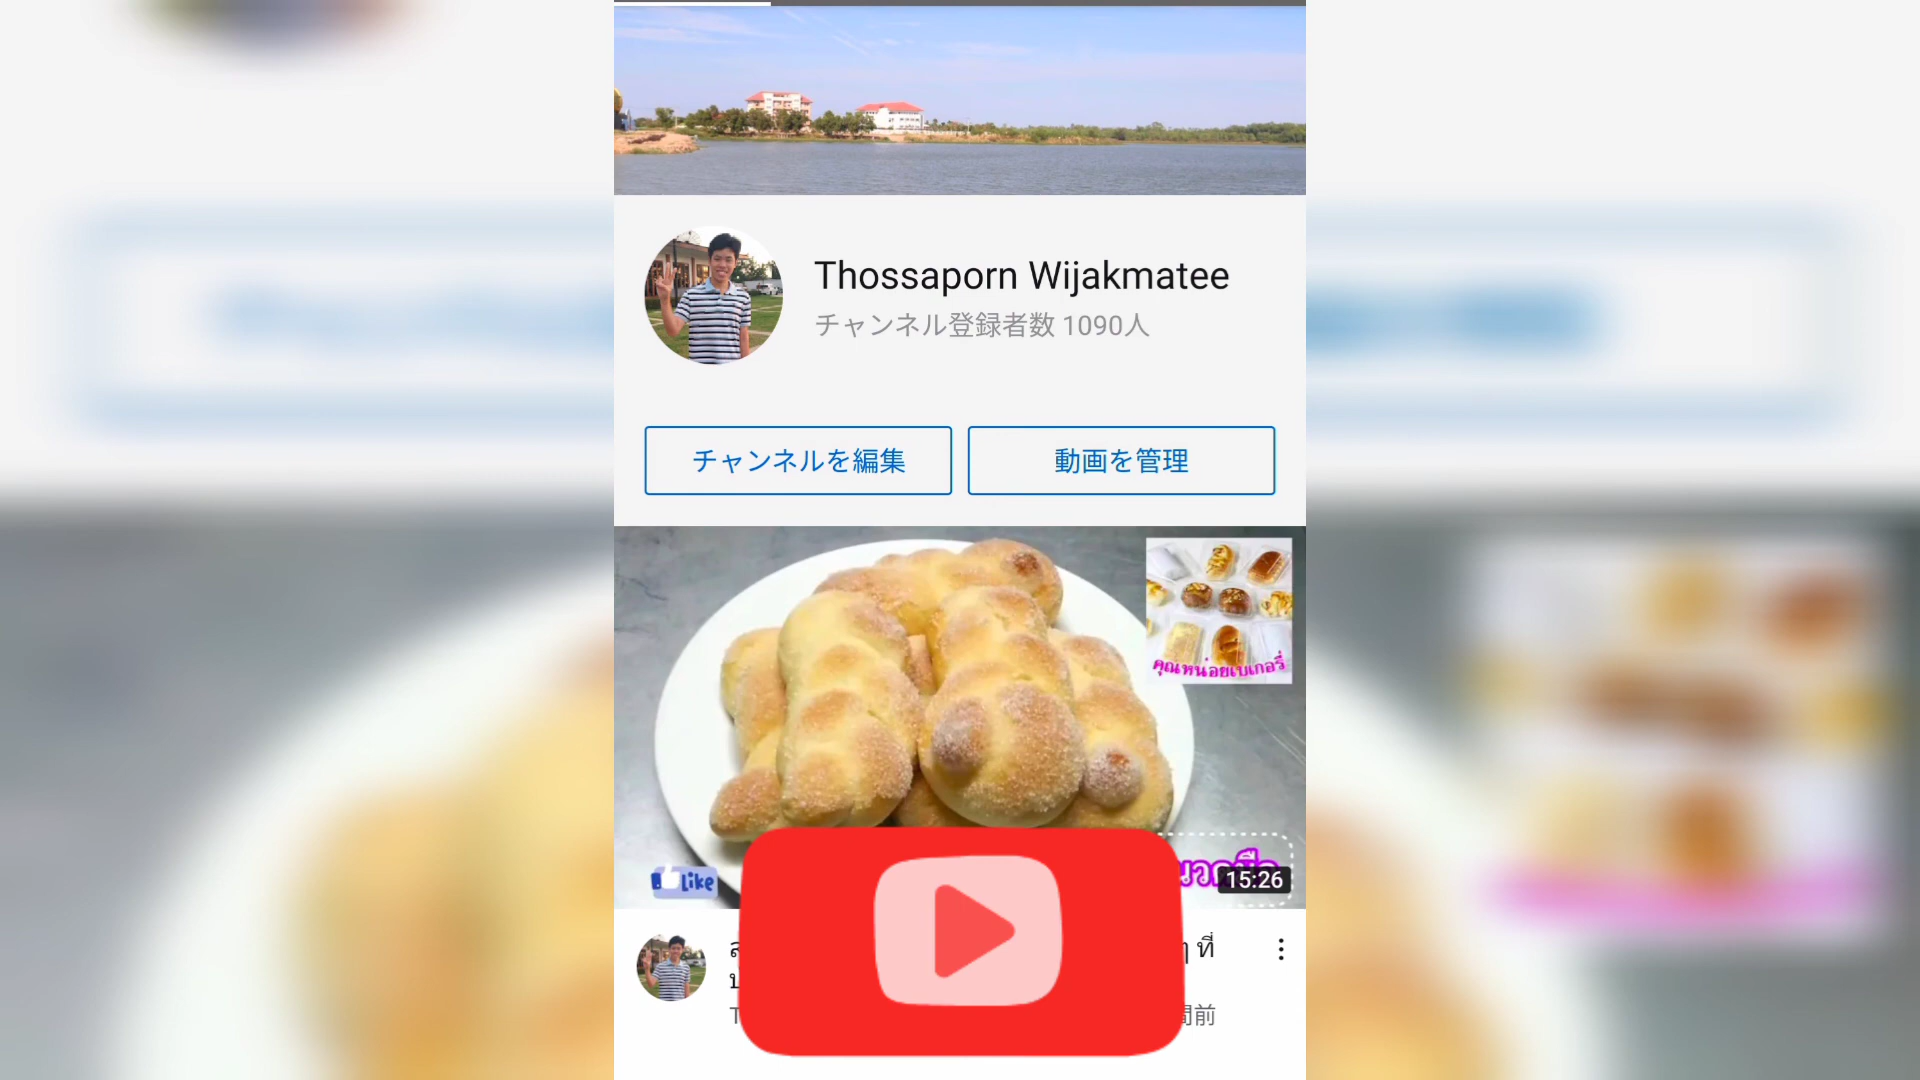 Thossaporn Wijakmatee
チャンネル登録者数 1090人
チャンネルを編集
動画を管理
คุณหน่อยเบเกอรี่
Like
15:26
ที่
間前